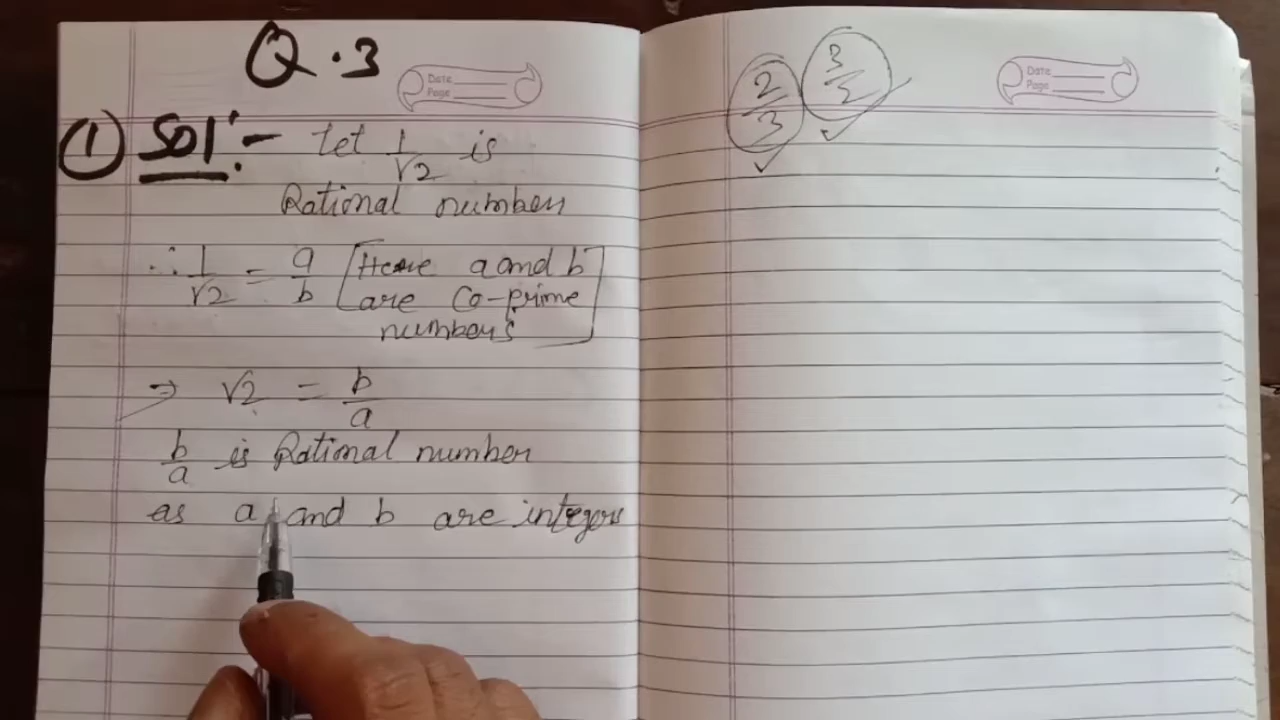 Q.3
Date
Page
① Sol:- Let 1/√2 is
Rational numbers
∴ 1/√2 = a/b [Here a and b
are Co-prime
numbers]
⇒ √2 = b/a
b/a is Rational number
as a and b are integers
2/3 3/2
Date
Page